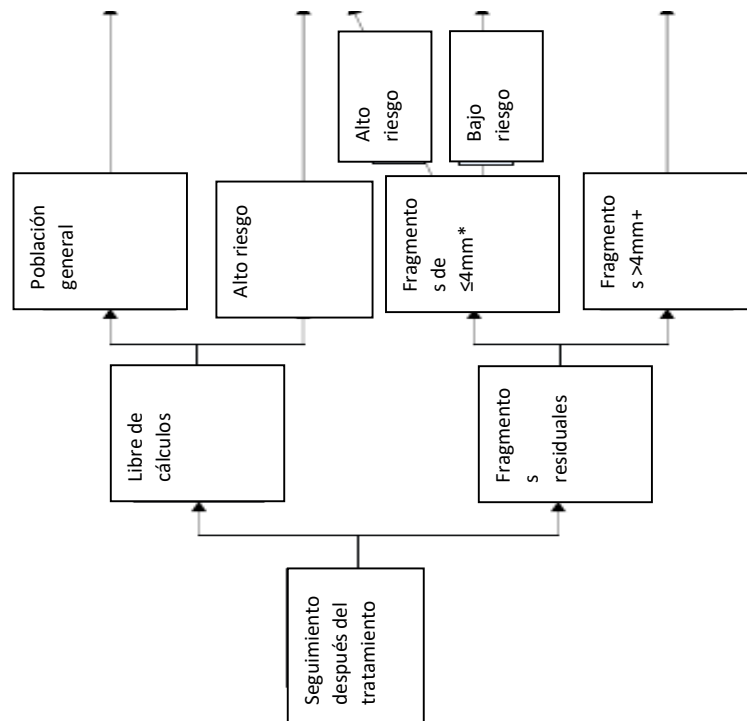 Seguimiento
después del
tratamiento
Libre de
cálculos
Fragmento
s
residuales
Población
general
Alto riesgo
Fragmento
s de
≤4mm*
Fragmento
s >4mm+
Alto
riesgo
Bajo
riesgo